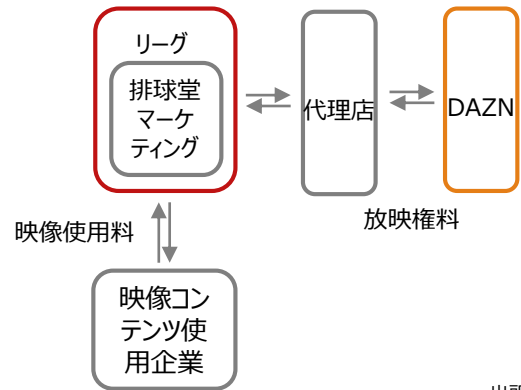 リーグ
排球堂
マーケ
ティング
代理店
DAZN
映像使用料
放映権料
映像コン
テンツ使
用企業